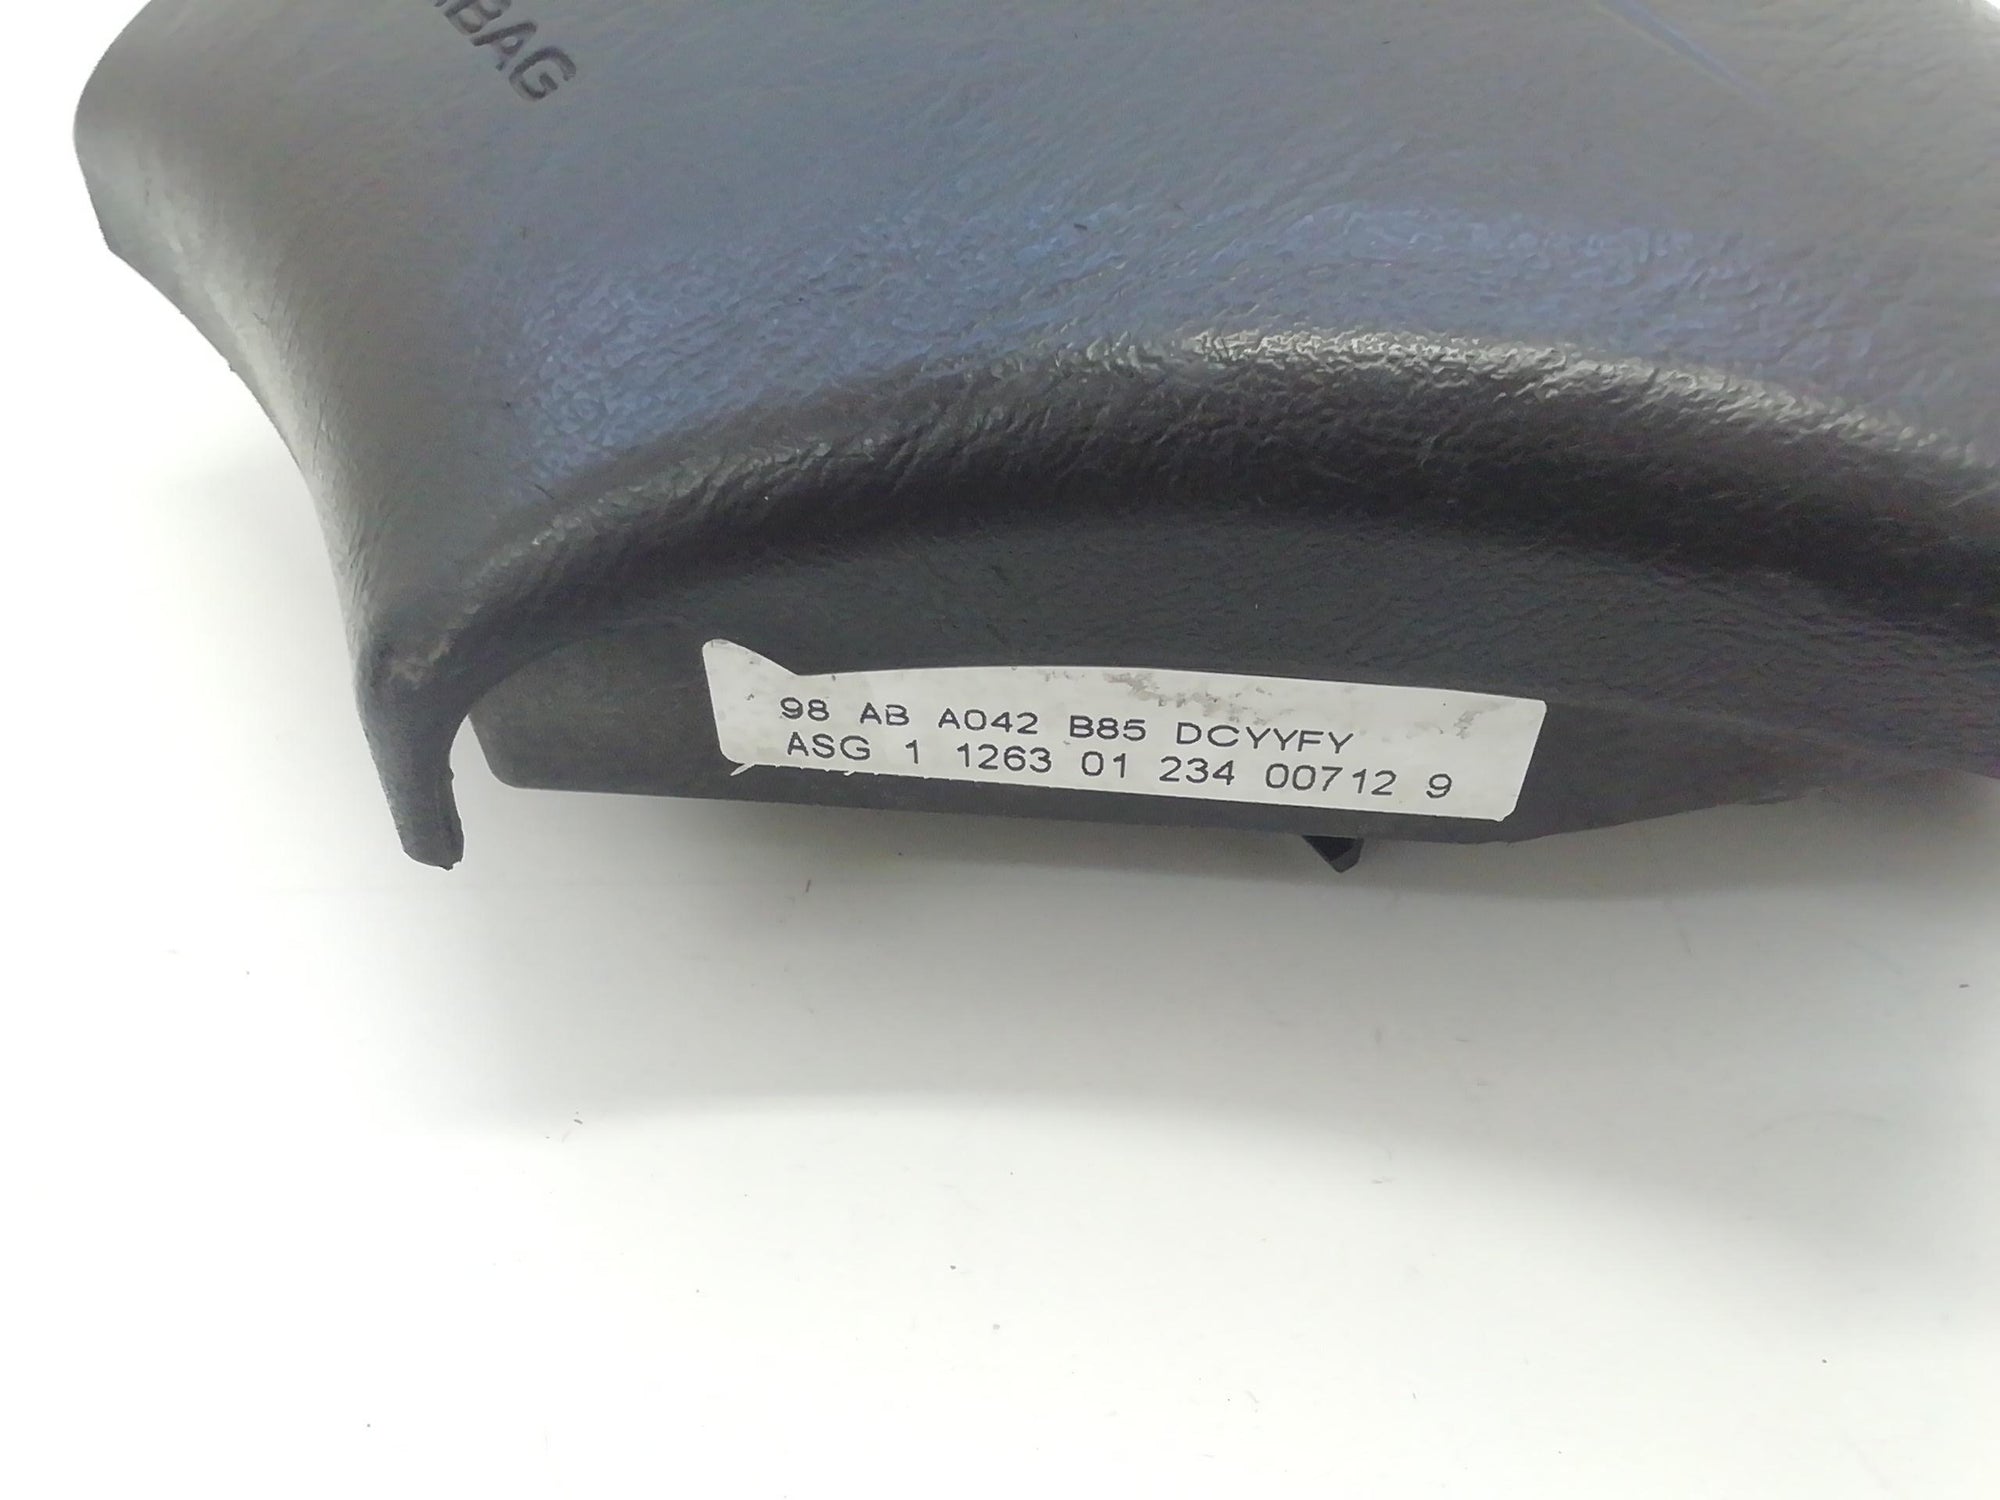 BAG
98 AB A042 B85 DCYYFY
ASG 1 1263 01 234 00712 9